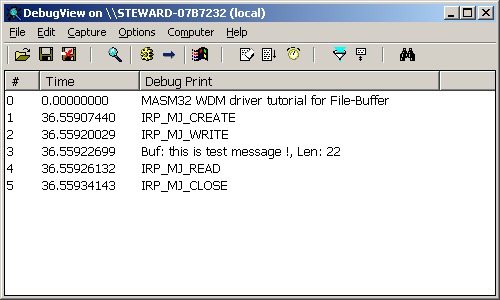 DebugView on \\STEWARD-07B7232 (local)
File Edit Capture Options Computer Help
# Time Debug Print
0 0.00000000 MASM32 WDM driver tutorial for File-Buffer
1 36.55907440 IRP_MJ_CREATE
2 36.55920029 IRP_MJ_WRITE
3 36.55922699 Buf: this is test message !, Len: 22
4 36.55926132 IRP_MJ_READ
5 36.55934143 IRP_MJ_CLOSE